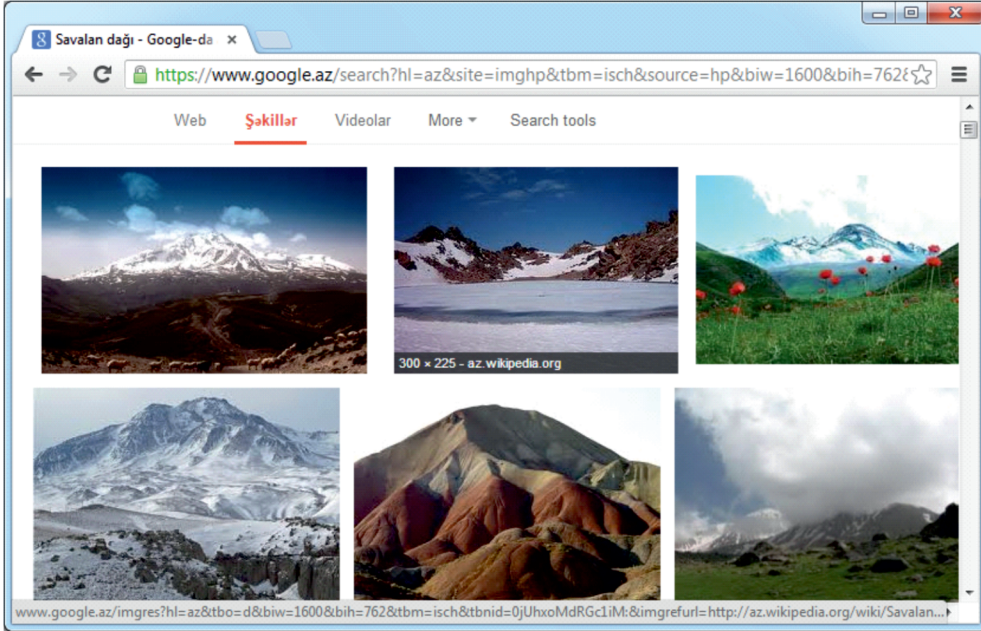 Savalan dağı - Google-da
https://www.google.az/search?hl=az&site=imghp&tbm=isch&source=hp&biw=1600&bih=762&
Web Şəkillər Videolar More Search tools
300 × 225 - az.wikipedia.org
www.google.az/imgres?hl=az&tbo=d&biw=1600&bih=762&tbm=isch&tbnid=0jUhxoMdRGc1iM:&imgrefurl=http://az.wikipedia.org/wiki/Savalan...